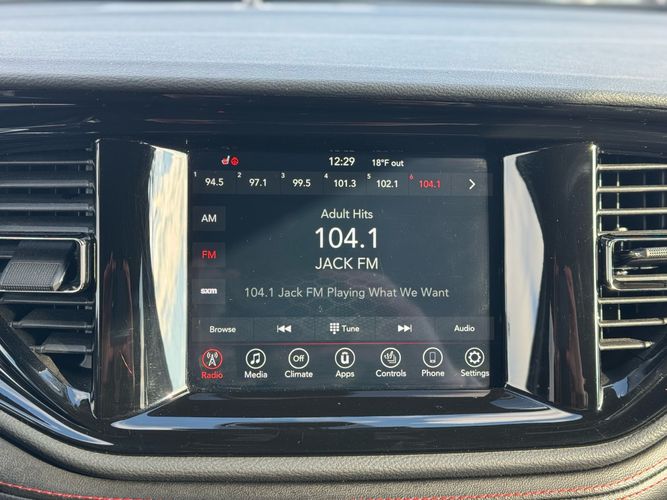 12:29 18°F out
1 94.5 2 97.1 3 99.5 4 101.3 5 102.1 6 104.1
AM
FM
sxm
Adult Hits
104.1
JACK FM
104.1 Jack FM Playing What We Want
Browse Tune Audio
Off
Radio Media Climate Apps Controls Phone Settings